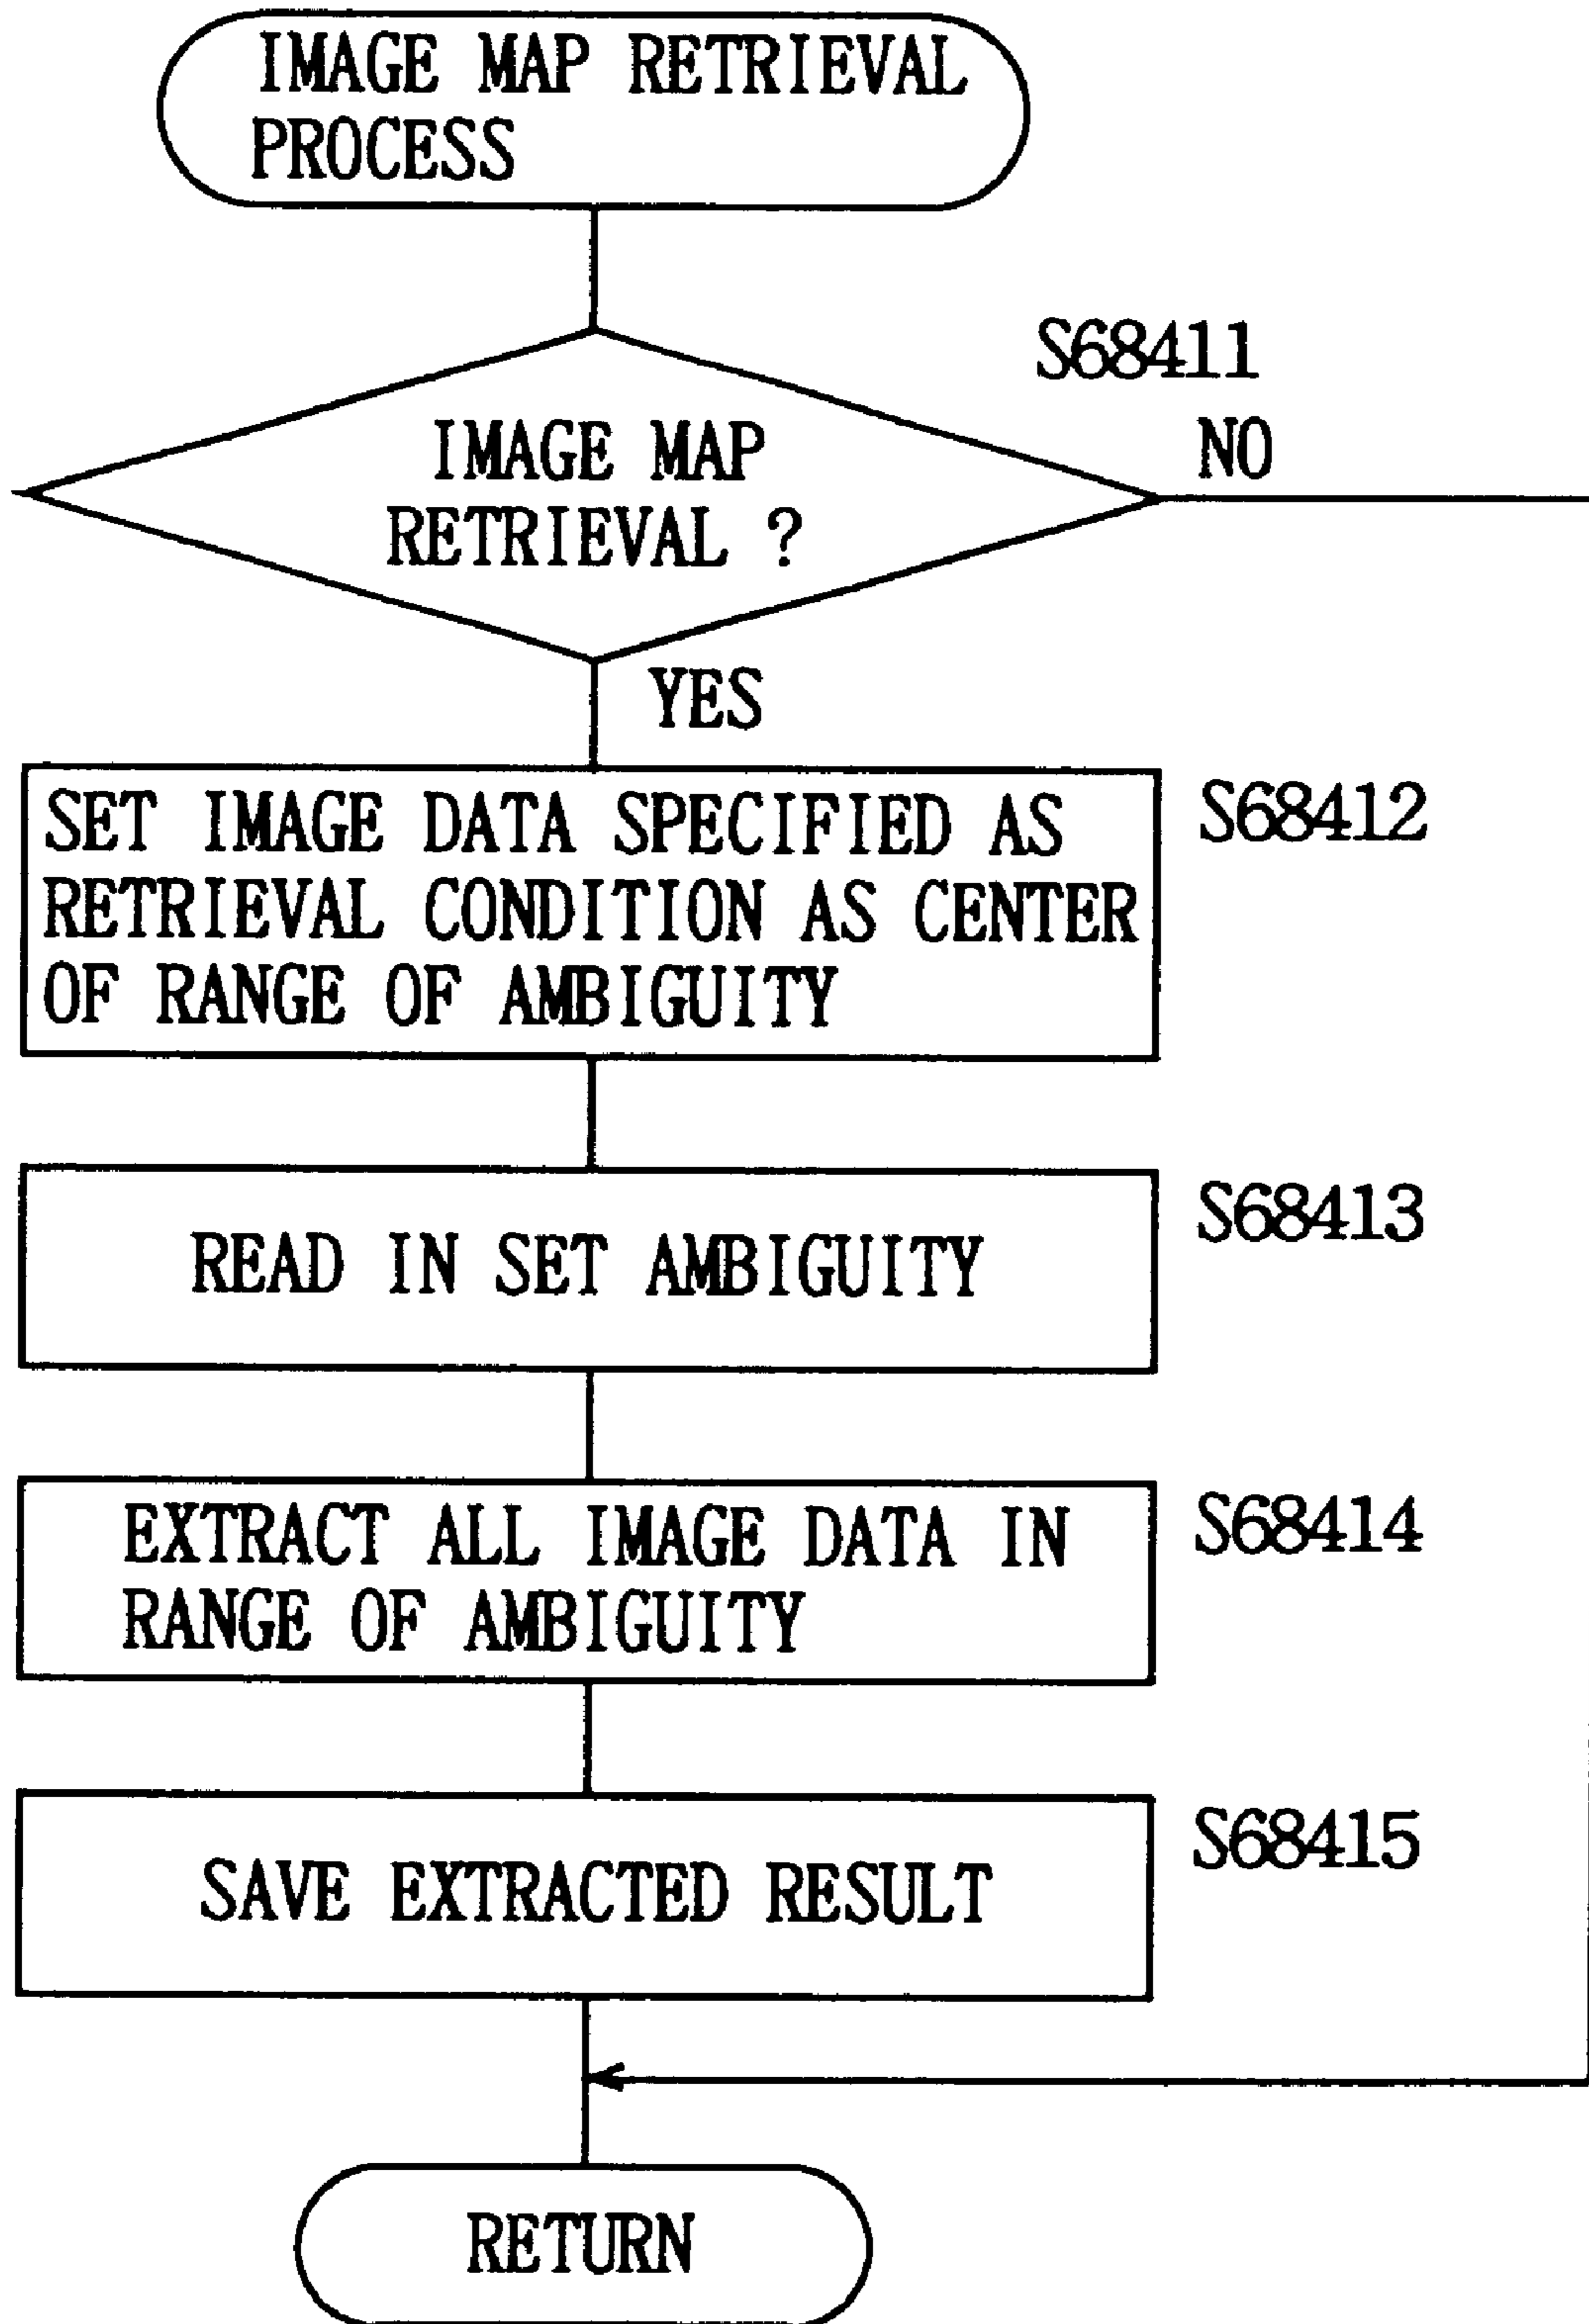 IMAGE MAP RETRIEVAL
PROCESS
S68411
IMAGE MAP
RETRIEVAL ?
NO
YES
SET IMAGE DATA SPECIFIED AS
RETRIEVAL CONDITION AS CENTER
OF RANGE OF AMBIGUITY
S68412
READ IN SET AMBIGUITY
S68413
EXTRACT ALL IMAGE DATA IN
RANGE OF AMBIGUITY
S68414
SAVE EXTRACTED RESULT
S68415
RETURN